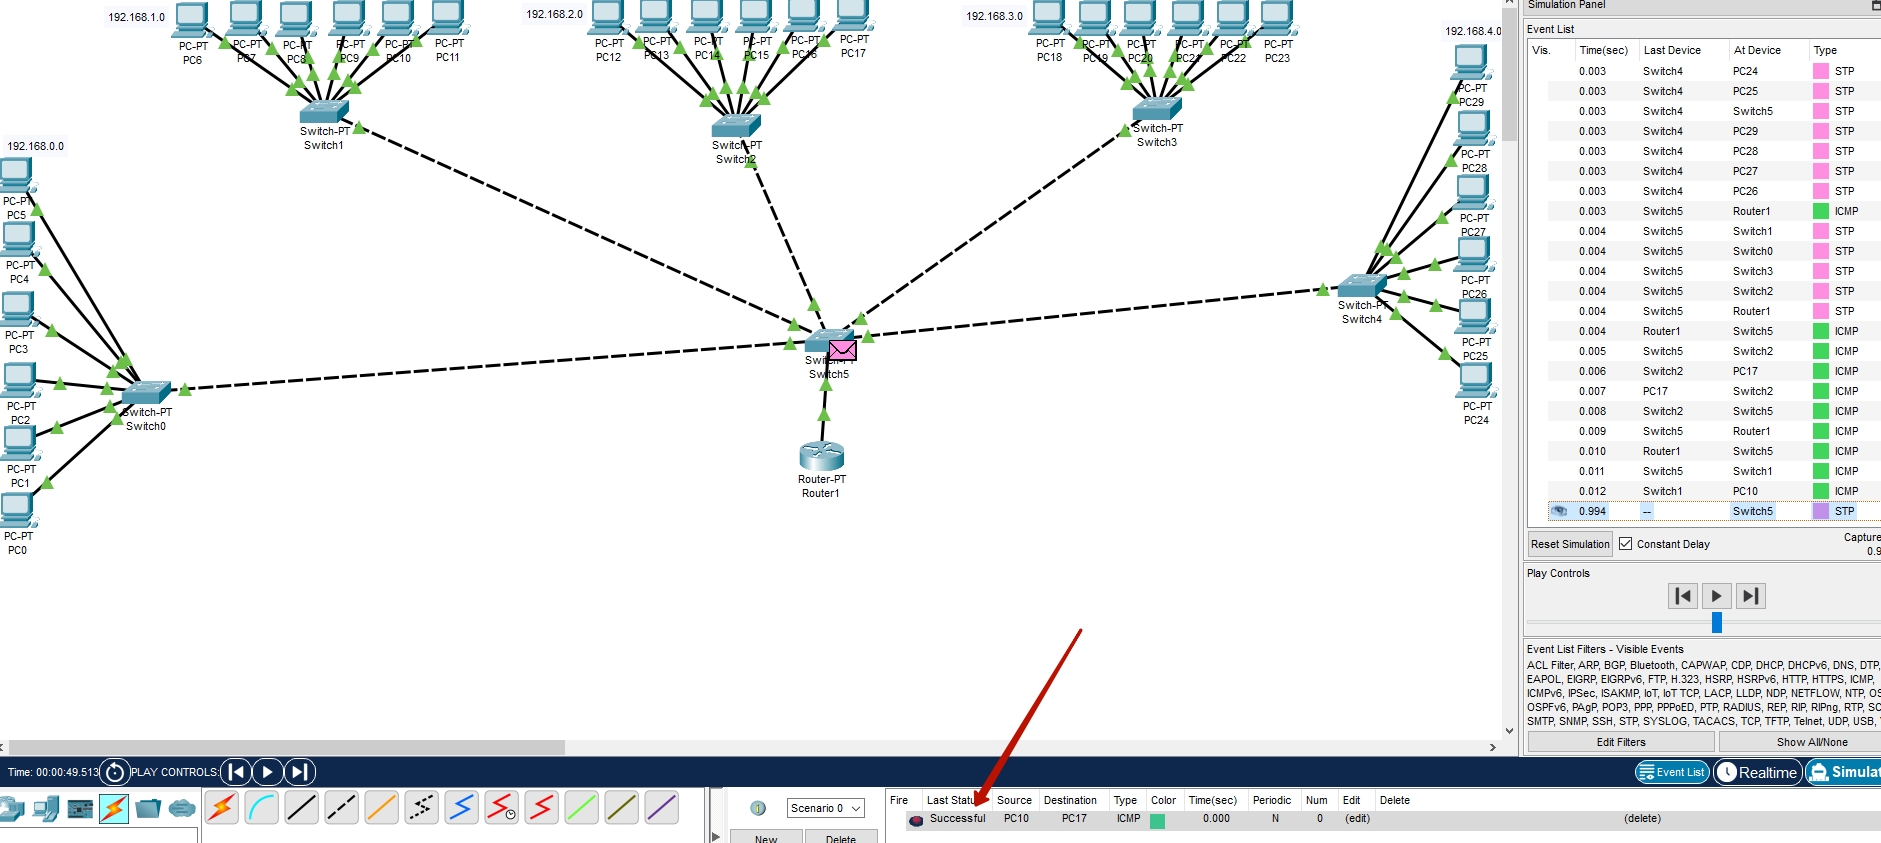 192.168.1.0
PC-PT
PC6
PC-PT
PC7
PC-PT
PC8
PC-PT
PC9
PC-PT
PC10
PC-PT
PC11
Switch-PT
Switch1
192.168.2.0
PC-PT
PC12
PC-PT
PC13
PC-PT
PC14
PC-PT
PC15
PC-PT
PC16
PC-PT
PC17
Switch-PT
Switch2
192.168.3.0
PC-PT
PC18
PC-PT
PC19
PC-PT
PC20
PC-PT
PC21
PC-PT
PC22
PC-PT
PC23
Switch-PT
Switch3
192.168.4.0
PC-PT
PC29
PC-PT
PC28
PC-PT
PC27
PC-PT
PC26
PC-PT
PC25
PC-PT
PC24
Switch-PT
Switch4
192.168.0.0
PC-PT
PC5
PC-PT
PC4
PC-PT
PC3
PC-PT
PC2
PC-PT
PC1
PC-PT
PC0
Switch-PT
Switch0
Switch-PT
Switch5
Router-PT
Router1
Simulation Panel
Event List
Vis. Time(sec) Last Device At Device Type
0.003 Switch4 PC24 STP
0.003 Switch4 PC25 STP
0.003 Switch4 Switch5 STP
0.003 Switch4 PC29 STP
0.003 Switch4 PC28 STP
0.003 Switch4 PC27 STP
0.003 Switch4 PC26 STP
0.003 Switch5 Router1 ICMP
0.004 Switch5 Switch1 STP
0.004 Switch5 Switch0 STP
0.004 Switch5 Switch3 STP
0.004 Switch5 Switch2 STP
0.004 Switch5 Router1 STP
0.004 Router1 Switch5 ICMP
0.005 Switch5 Switch2 ICMP
0.006 Switch2 PC17 ICMP
0.007 PC17 Switch2 ICMP
0.008 Switch2 Switch5 ICMP
0.009 Switch5 Router1 ICMP
0.010 Router1 Switch5 ICMP
0.011 Switch5 Switch1 ICMP
0.012 Switch1 PC10 ICMP
0.994 -- Switch5 STP
Reset Simulation Constant Delay Capture
0.9
Play Controls
Event List Filters - Visible Events
ACL Filter, ARP, BGP, Bluetooth, CAPWAP, CDP, DHCP, DHCPv6, DNS, DTP,
EAPOL, EIGRP, EIGRPv6, FTP, H.323, HSRP, HSRPv6, HTTP, HTTPS, ICMP,
ICMPv6, IPSec, ISAKMP, IoT, IoT TCP, LACP, LLDP, NDP, NETFLOW, NTP, OS
OSPFv6, PAgP, POP3, PPP, PPPoED, PTP, RADIUS, REP, RIP, RIPng, RTP, SC
SMTP, SNMP, SSH, STP, SYSLOG, TACACS, TCP, TFTP, Telnet, UDP, USB,
Edit Filters Show All/None
Time: 00:00:49.513 PLAY CONTROLS: Event List Realtime Simulat
Scenario 0
New Delete
Fire Last Statu Source Destination Type Color Time(sec) Periodic Num Edit Delete
Successful PC10 PC17 ICMP 0.000 N 0 (edit) (delete)